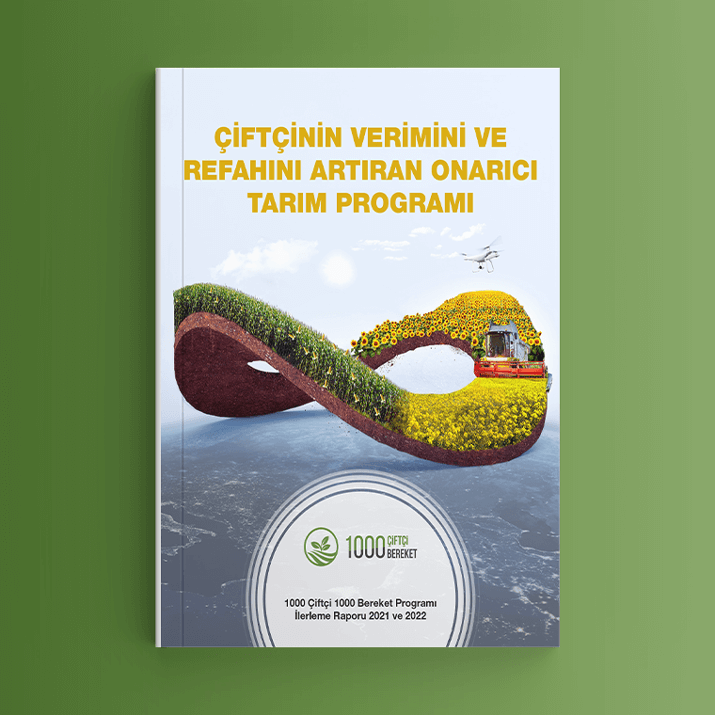 ÇİFTÇİNİN VERİMİNİ VE
REFAHINI ARTIRAN ONARICI
TARIM PROGRAMI
1000 ÇİFTÇİ
BEREKET
1000 Çiftçi 1000 Bereket Programı
İlerleme Raporu 2021 ve 2022